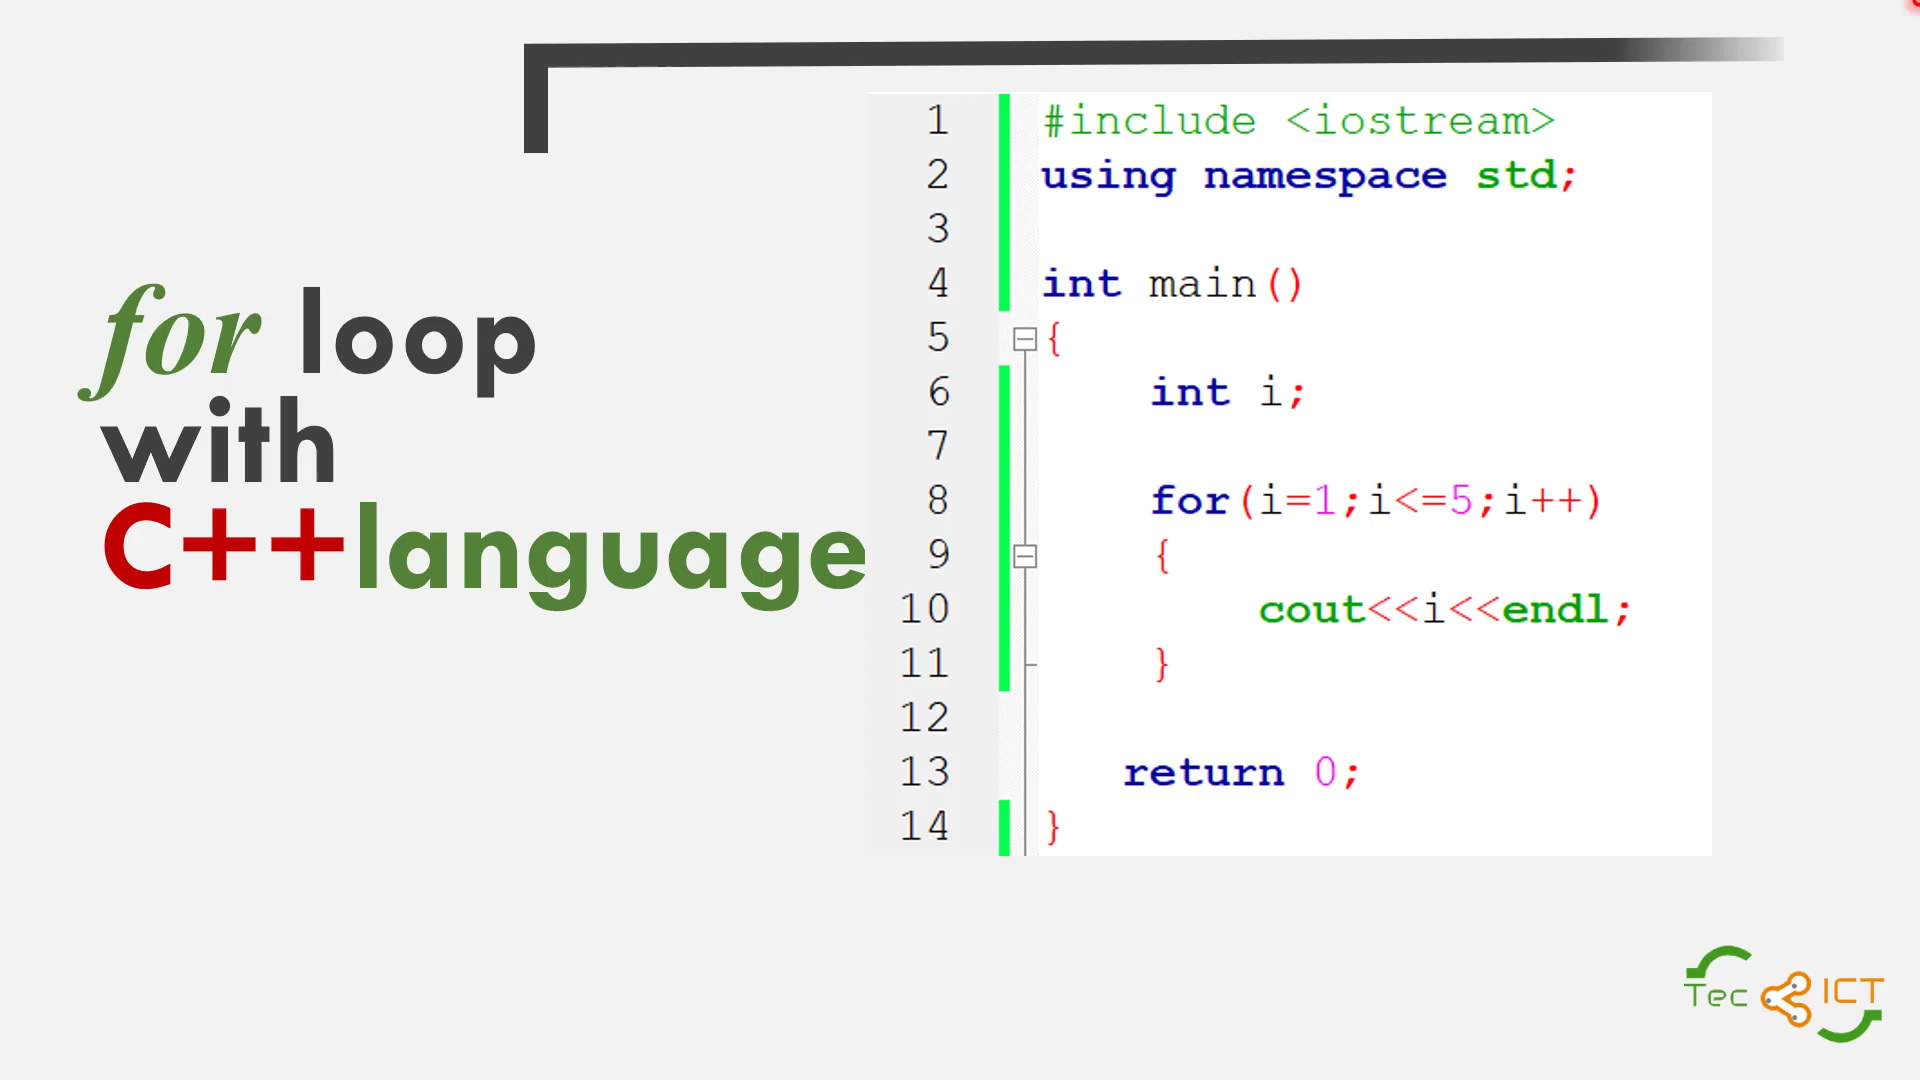 for loop
with
C++language
1 #include <iostream>
2 using namespace std;
3
4 int main()
5 {
6 int i;
7
8 for(i=1;i<=5;i++)
9 {
10 cout<<i<<endl;
11 }
12
13 return 0;
14 }
Tec ICT